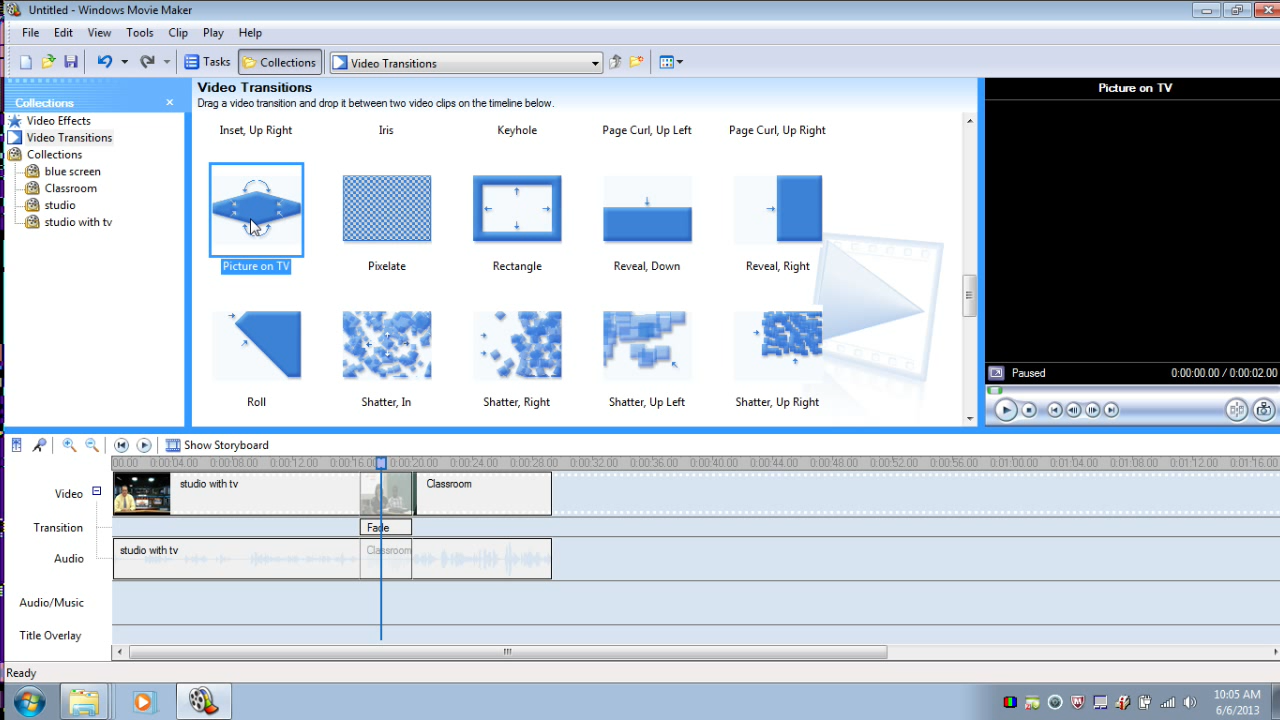 Untitled - Windows Movie Maker
File Edit View Tools Clip Play Help
Tasks Collections Video Transitions
Collections
Video Effects
Video Transitions
Collections
blue screen
Classroom
studio
studio with tv
Video Transitions
Drag a video transition and drop it between two video clips on the timeline below.
Inset, Up Right Iris Keyhole Page Curl, Up Left Page Curl, Up Right
Picture on TV Pixelate Rectangle Reveal, Down Reveal, Right
Roll Shatter, In Shatter, Right Shatter, Up Left Shatter, Up Right
Picture on TV
Paused 0:00:00.00 / 0:00:02.00
Show Storyboard
00.00 0:00:04.00 0:00:08.00 0:00:12.00 0:00:16.00 0:00:20.00 0:00:24.00 0:00:28.00 0:00:32.00 0:00:36.00 0:00:40.00 0:00:44.00 0:00:48.00 0:00:52.00 0:00:56.00 0:01:00.00 0:01:04.00 0:01:08.00 0:01:12.00 0:01:16.00
Video studio with tv Classroom
Transition Fade
Audio studio with tv Classroom
Audio/Music
Title Overlay
Ready
10:05 AM
6/6/2013